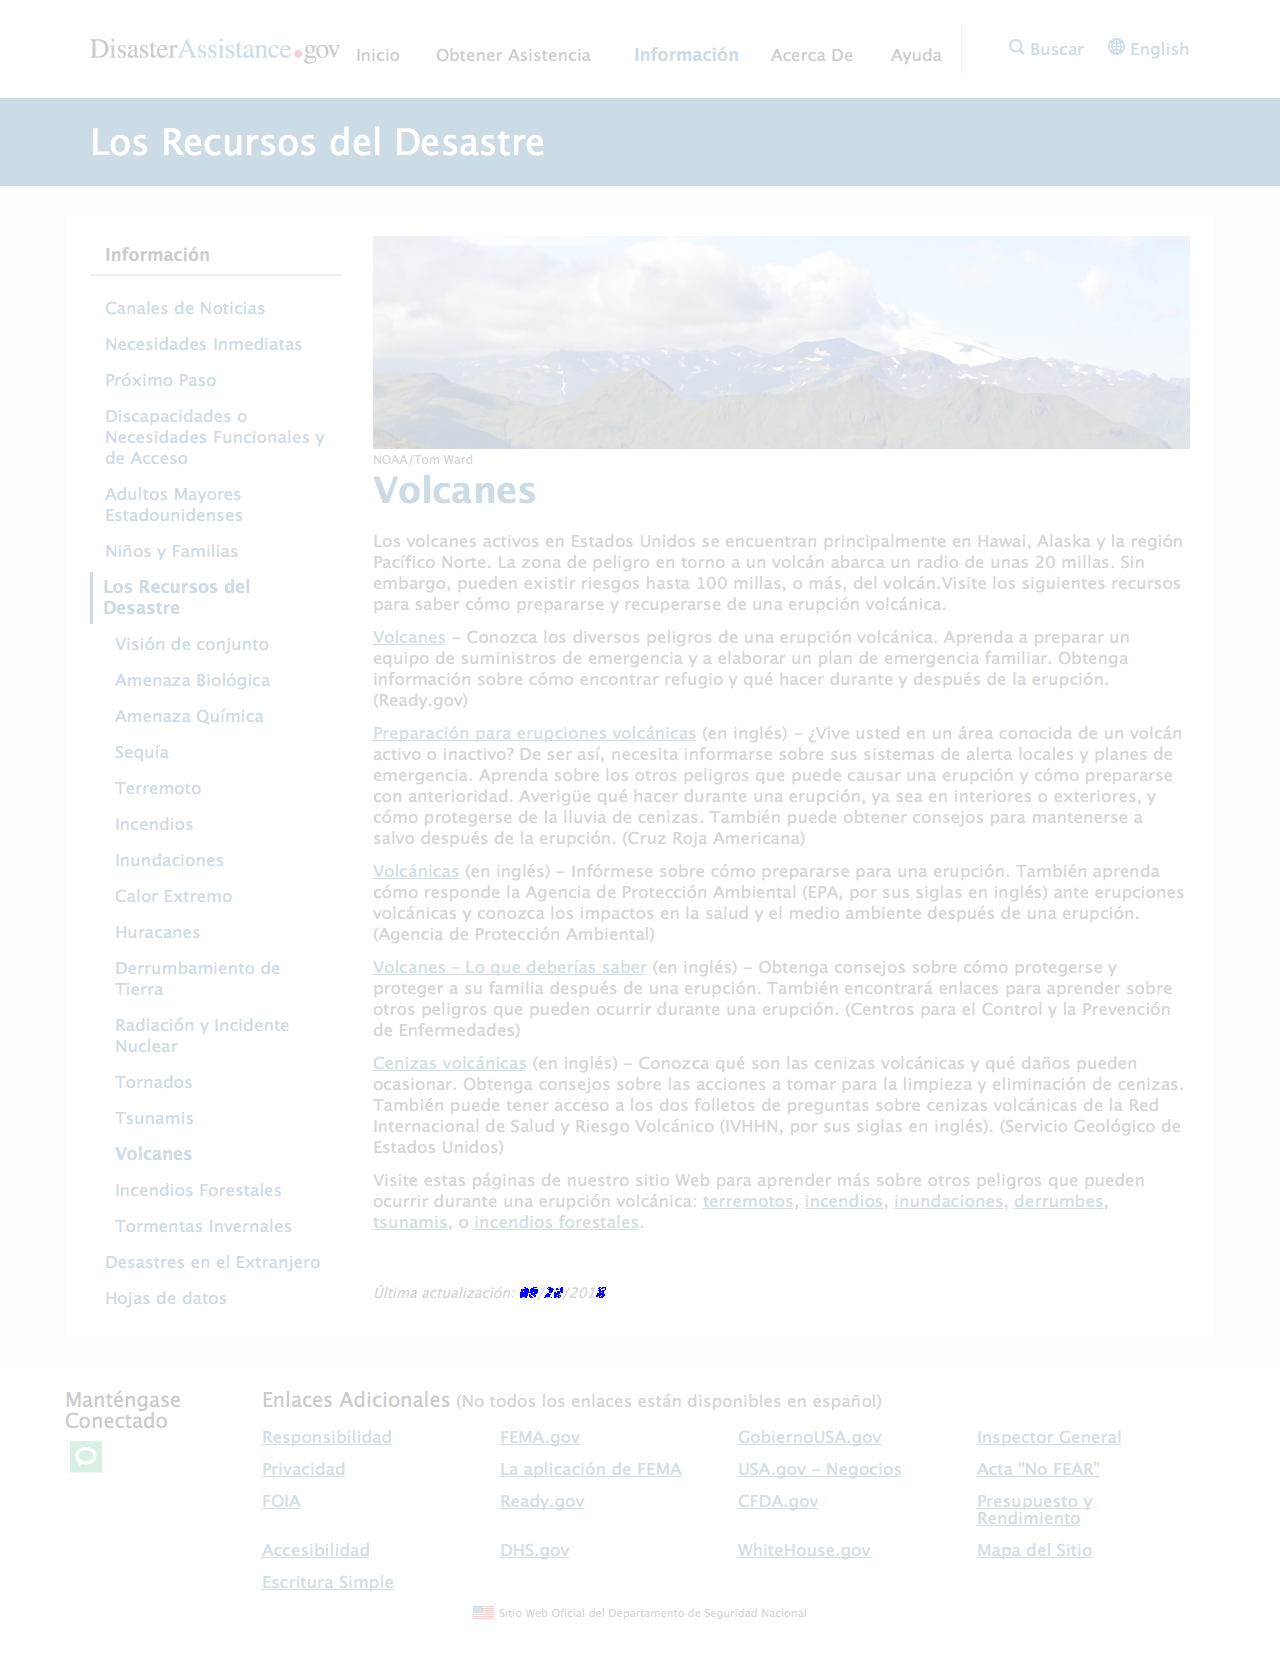 DisasterAssistance.gov
Inicio
Obtener Asistencia
Información
Acerca De
Ayuda
Buscar
English
Los Recursos del Desastre
Información
Canales de Noticias
Necesidades Inmediatas
Próximo Paso
Discapacidades o
Necesidades Funcionales y
de Acceso
Adultos Mayores
Estadounidenses
Niños y Familias
Los Recursos del
Desastre
Visión de conjunto
Amenaza Biológica
Amenaza Química
Sequía
Terremoto
Incendios
Inundaciones
Calor Extremo
Huracanes
Derrumbamiento de
Tierra
Radiación y Incidente
Nuclear
Tornados
Tsunamis
Volcanes
Incendios Forestales
Tormentas Invernales
Desastres en el Extranjero
Hojas de datos
NOAA/Tom Ward
Volcanes
Los volcanes activos en Estados Unidos se encuentran principalmente en Hawai, Alaska y la región
Pacífico Norte. La zona de peligro en torno a un volcán abarca un radio de unas 20 millas. Sin
embargo, pueden existir riesgos hasta 100 millas, o más, del volcán.Visite los siguientes recursos
para saber cómo prepararse y recuperarse de una erupción volcánica.
Volcanes – Conozca los diversos peligros de una erupción volcánica. Aprenda a preparar un
equipo de suministros de emergencia y a elaborar un plan de emergencia familiar. Obtenga
información sobre cómo encontrar refugio y qué hacer durante y después de la erupción.
(Ready.gov)
Preparación para erupciones volcánicas (en inglés) – ¿Vive usted en un área conocida de un volcán
activo o inactivo? De ser así, necesita informarse sobre sus sistemas de alerta locales y planes de
emergencia. Aprenda sobre los otros peligros que puede causar una erupción y cómo prepararse
con anterioridad. Averigüe qué hacer durante una erupción, ya sea en interiores o exteriores, y
cómo protegerse de la lluvia de cenizas. También puede obtener consejos para mantenerse a
salvo después de la erupción. (Cruz Roja Americana)
Volcánicas (en inglés) – Infórmese sobre cómo prepararse para una erupción. También aprenda
cómo responde la Agencia de Protección Ambiental (EPA, por sus siglas en inglés) ante erupciones
volcánicas y conozca los impactos en la salud y el medio ambiente después de una erupción.
(Agencia de Protección Ambiental)
Volcanes – Lo que deberías saber (en inglés) – Obtenga consejos sobre cómo protegerse y
proteger a su familia después de una erupción. También encontrará enlaces para aprender sobre
otros peligros que pueden ocurrir durante una erupción. (Centros para el Control y la Prevención
de Enfermedades)
Cenizas volcánicas (en inglés) – Conozca qué son las cenizas volcánicas y qué daños pueden
ocasionar. Obtenga consejos sobre las acciones a tomar para la limpieza y eliminación de cenizas.
También puede tener acceso a los dos folletos de preguntas sobre cenizas volcánicas de la Red
Internacional de Salud y Riesgo Volcánico (IVHHN, por sus siglas en inglés). (Servicio Geológico de
Estados Unidos)
Visite estas páginas de nuestro sitio Web para aprender más sobre otros peligros que pueden
ocurrir durante una erupción volcánica: terremotos, incendios, inundaciones, derrumbes,
tsunamis, o incendios forestales.
Última actualización:
Manténgase
Conectado
Enlaces Adicionales (No todos los enlaces están disponibles en español)
Responsibilidad
FEMA.gov
GobiernoUSA.gov
Inspector General
Privacidad
La aplicación de FEMA
USA.gov – Negocios
Acta "No FEAR"
FOIA
Ready.gov
CFDA.gov
Presupuesto y
Rendimiento
Accesibilidad
DHS.gov
WhiteHouse.gov
Mapa del Sitio
Escritura Simple
Sitio Web Oficial del Departamento de Seguridad Nacional